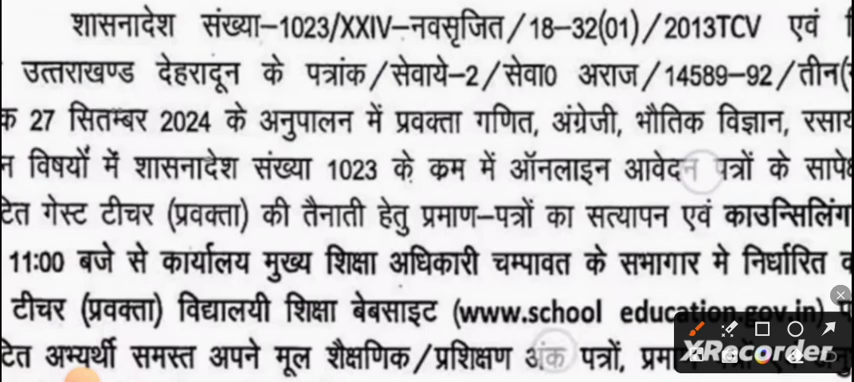 शासनादेश संख्या–1023/XXIV–नवसृजित/18–32(01)/2013TCV एवं
उत्तराखण्ड देहरादून के पत्रांक/सेवाये–2/सेवा0 अराज/14589–92/तीन(
क 27 सितम्बर 2024 के अनुपालन में प्रवक्ता गणित, अंग्रेजी, भौतिक विज्ञान, रसाय
न विषयों में शासनादेश संख्या 1023 के क्रम में ऑनलाइन आवेदन पत्रों के सापे
टित गेस्ट टीचर (प्रवक्ता) की तैनाती हेतु प्रमाण–पत्रों का सत्यापन एवं काउन्सिलिंग
11:00 बजे से कार्यालय मुख्य शिक्षा अधिकारी चम्पावत के सभागार मे निर्धारित
टीचर (प्रवक्ता) विद्यालयी शिक्षा बेबसाइट (www.school education.gov.in)
टित अभ्यर्थी समस्त अपने मूल शैक्षणिक/प्रशिक्षण अंक पत्रों,
XRecorder